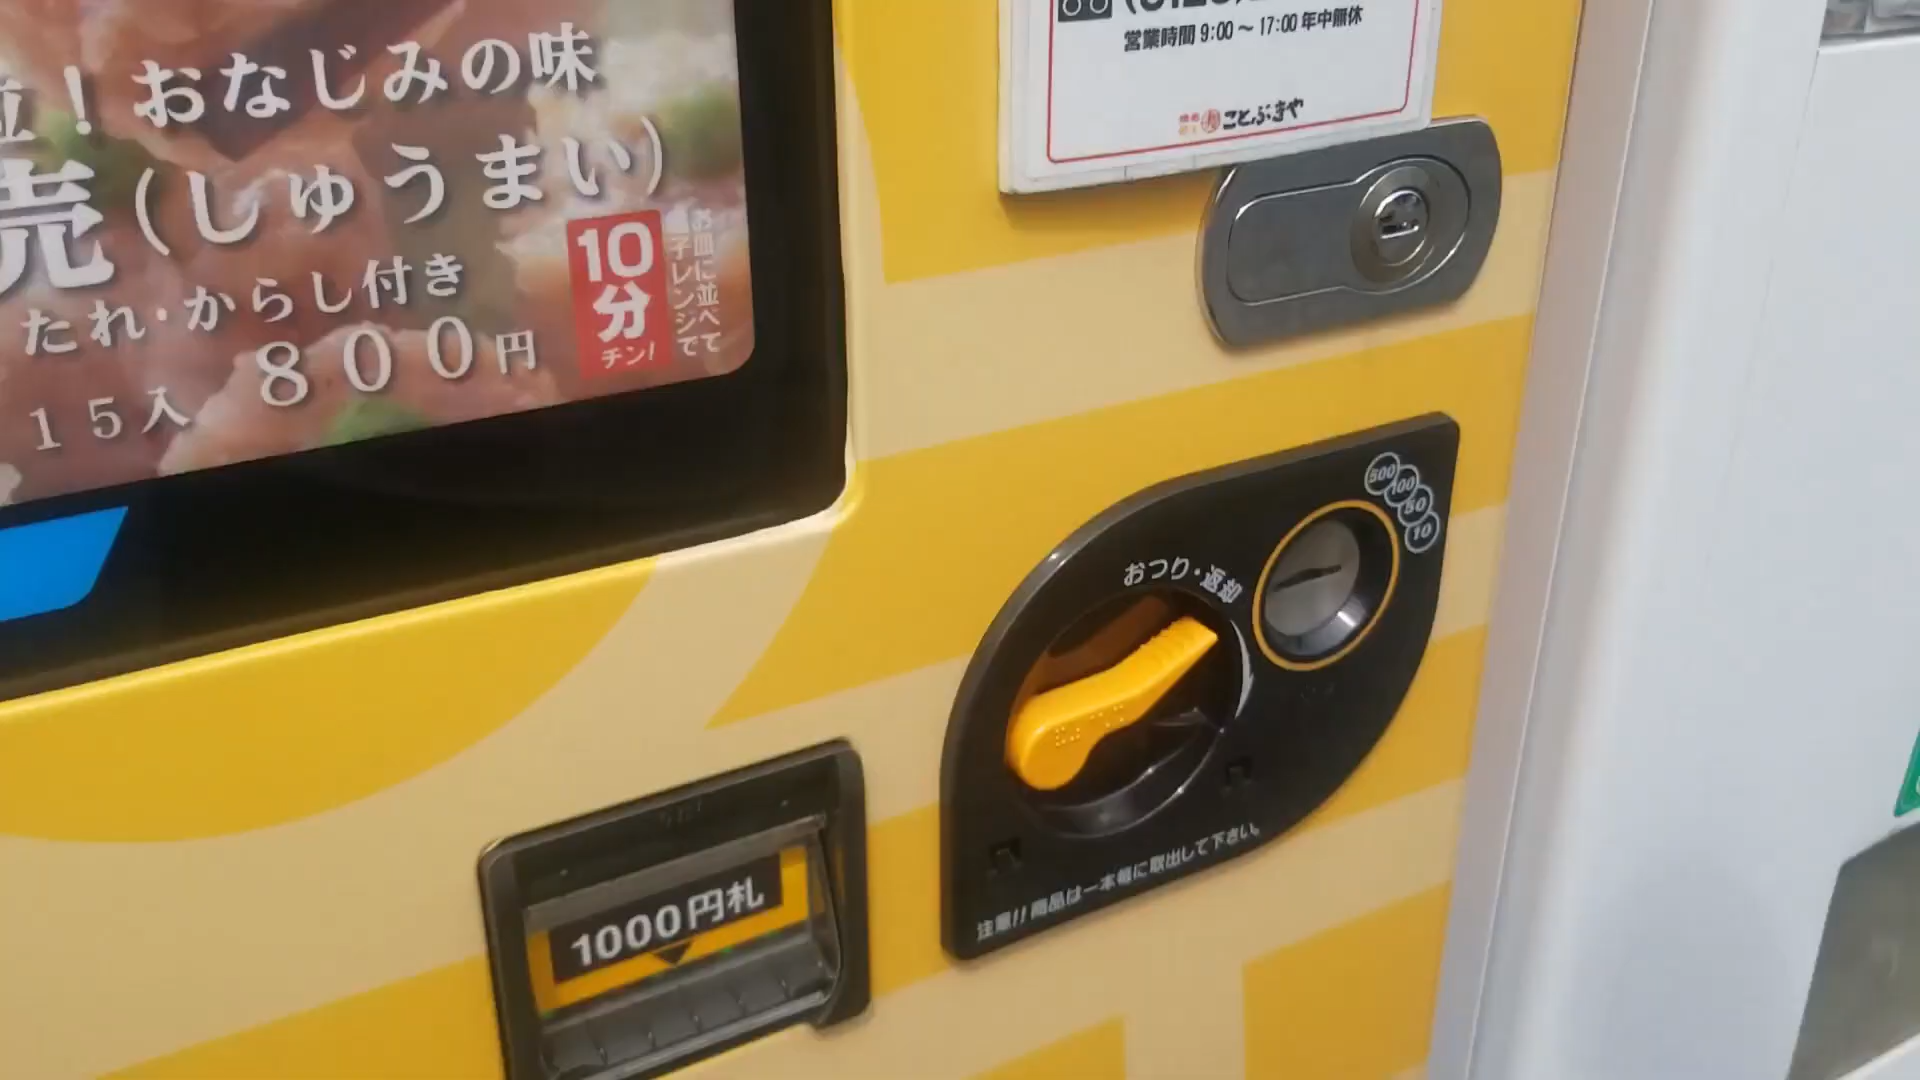 ！おなじみの味
売（しゅうまい）
たれ・からし付き
15入 800円
10分
チン！
お皿に並べて
電子レンジで
営業時間 9:00～17:00 年中無休
ことぶきや
500
100
50
10
おつり・返却
注意!! 商品は一本毎に取出して下さい。
1000円札